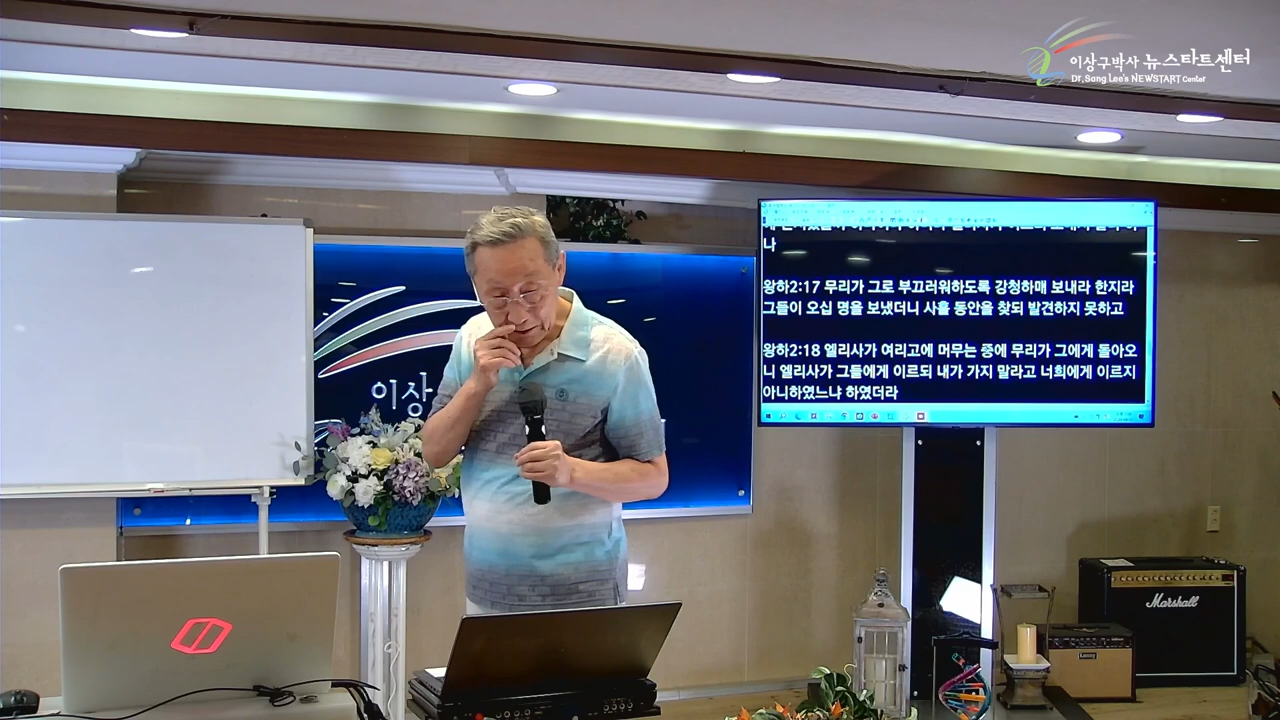 이상구박사 뉴스타트센터
Dr. Sang Lee's NEWSTART Center
나
왕하2:17 무리가 그로 부끄러워하도록 강청하매 보내라 한지라
그들이 오십 명을 보냈더니 사흘 동안을 찾되 발견하지 못하고
왕하2:18 엘리사가 여리고에 머무는 중에 무리가 그에게 돌아오
니 엘리사가 그들에게 이르되 내가 가지 말라고 너희에게 이르지
아니하였느냐 하였더라
이상
Marshall
Laney